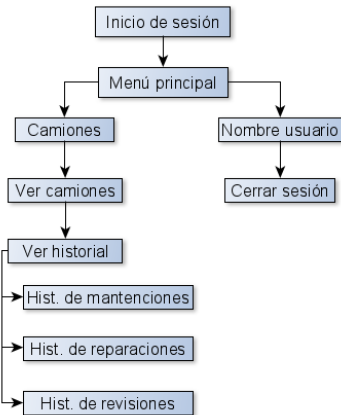 Inicio de sesión
Menú principal
Camiones
Nombre usuario
Ver camiones
Cerrar sesión
Ver historial
Hist. de mantenciones
Hist. de reparaciones
Hist. de revisiones